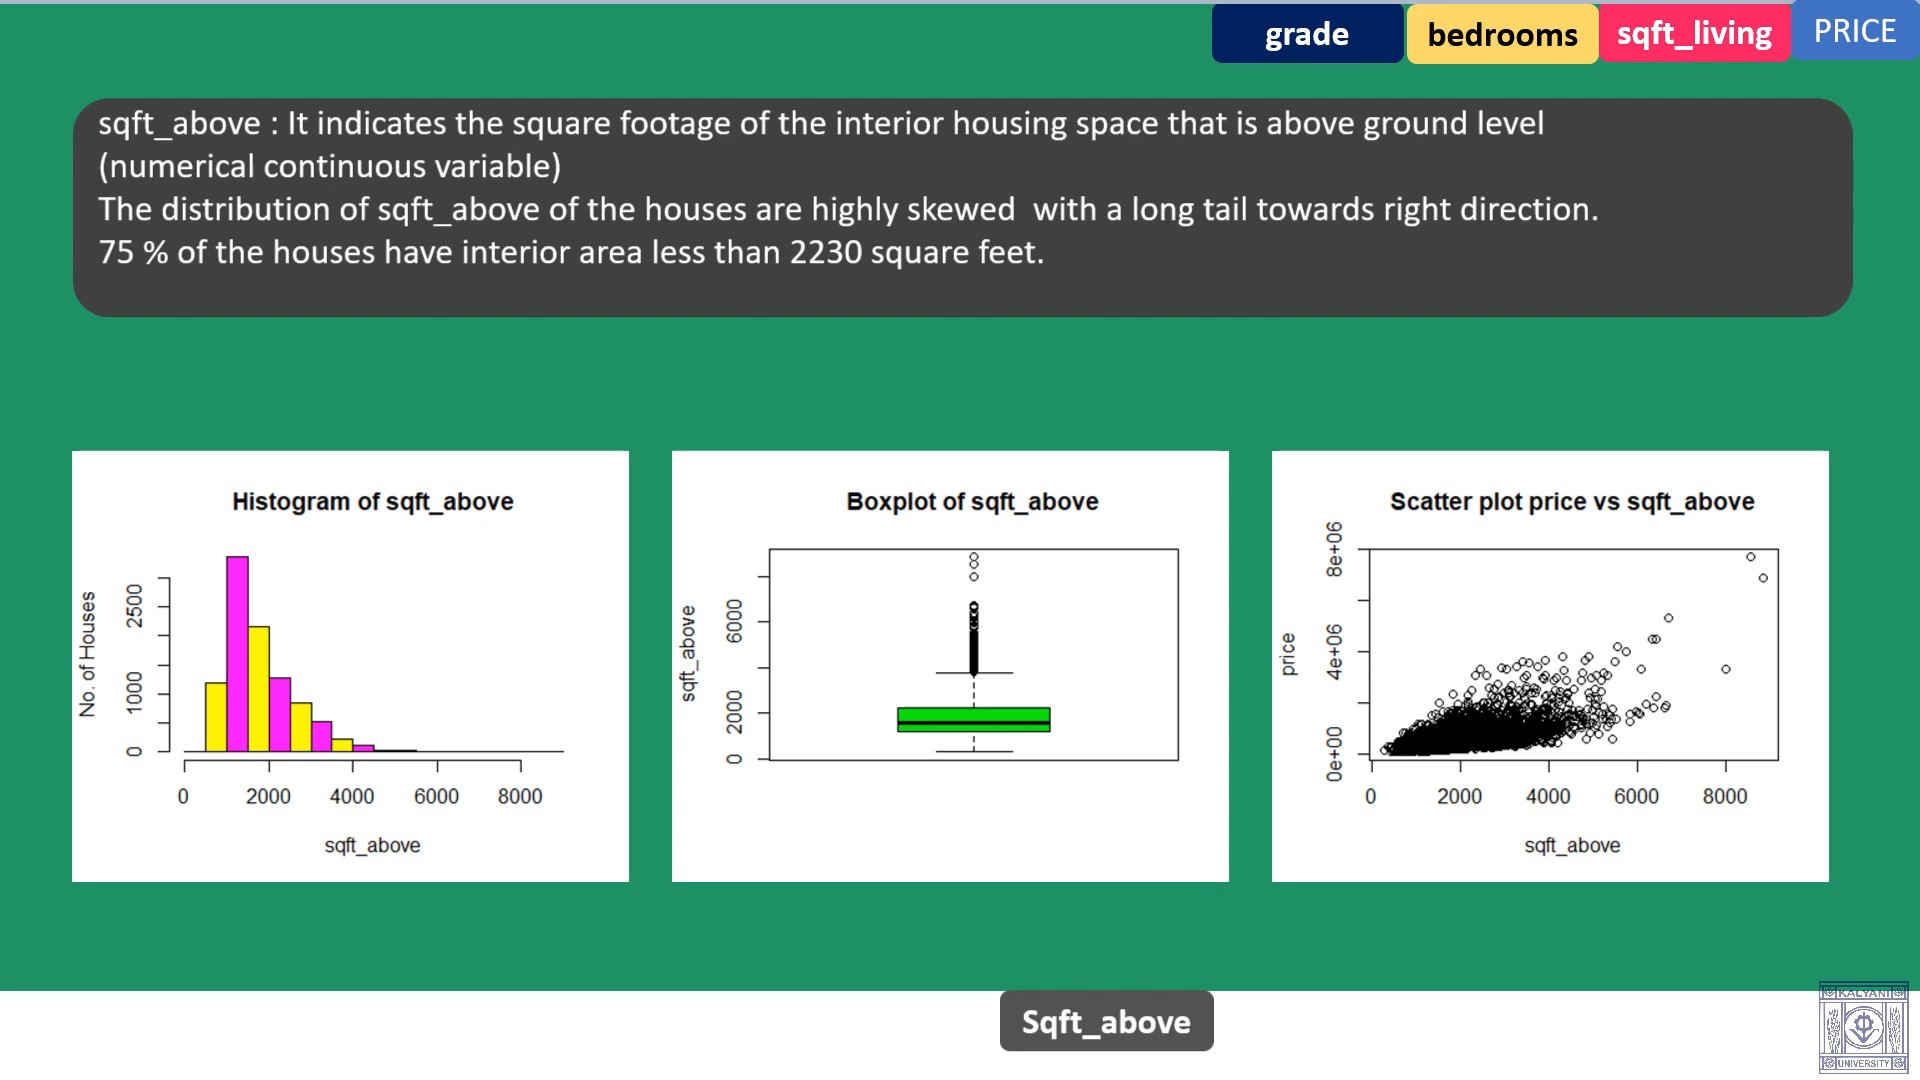 grade
bedrooms
sqft_living
PRICE
sqft_above : It indicates the square footage of the interior housing space that is above ground level
(numerical continuous variable)
The distribution of sqft_above of the houses are highly skewed with a long tail towards right direction.
75 % of the houses have interior area less than 2230 square feet.
Histogram of sqft_above
No. of Houses
2500
1000
0
0 2000 4000 6000 8000
sqft_above
Boxplot of sqft_above
sqft_above
6000
2000
0
Scatter plot price vs sqft_above
price
8e+06
4e+06
0e+00
0 2000 4000 6000 8000
sqft_above
Sqft_above
KALYANI
UNIVERSITY